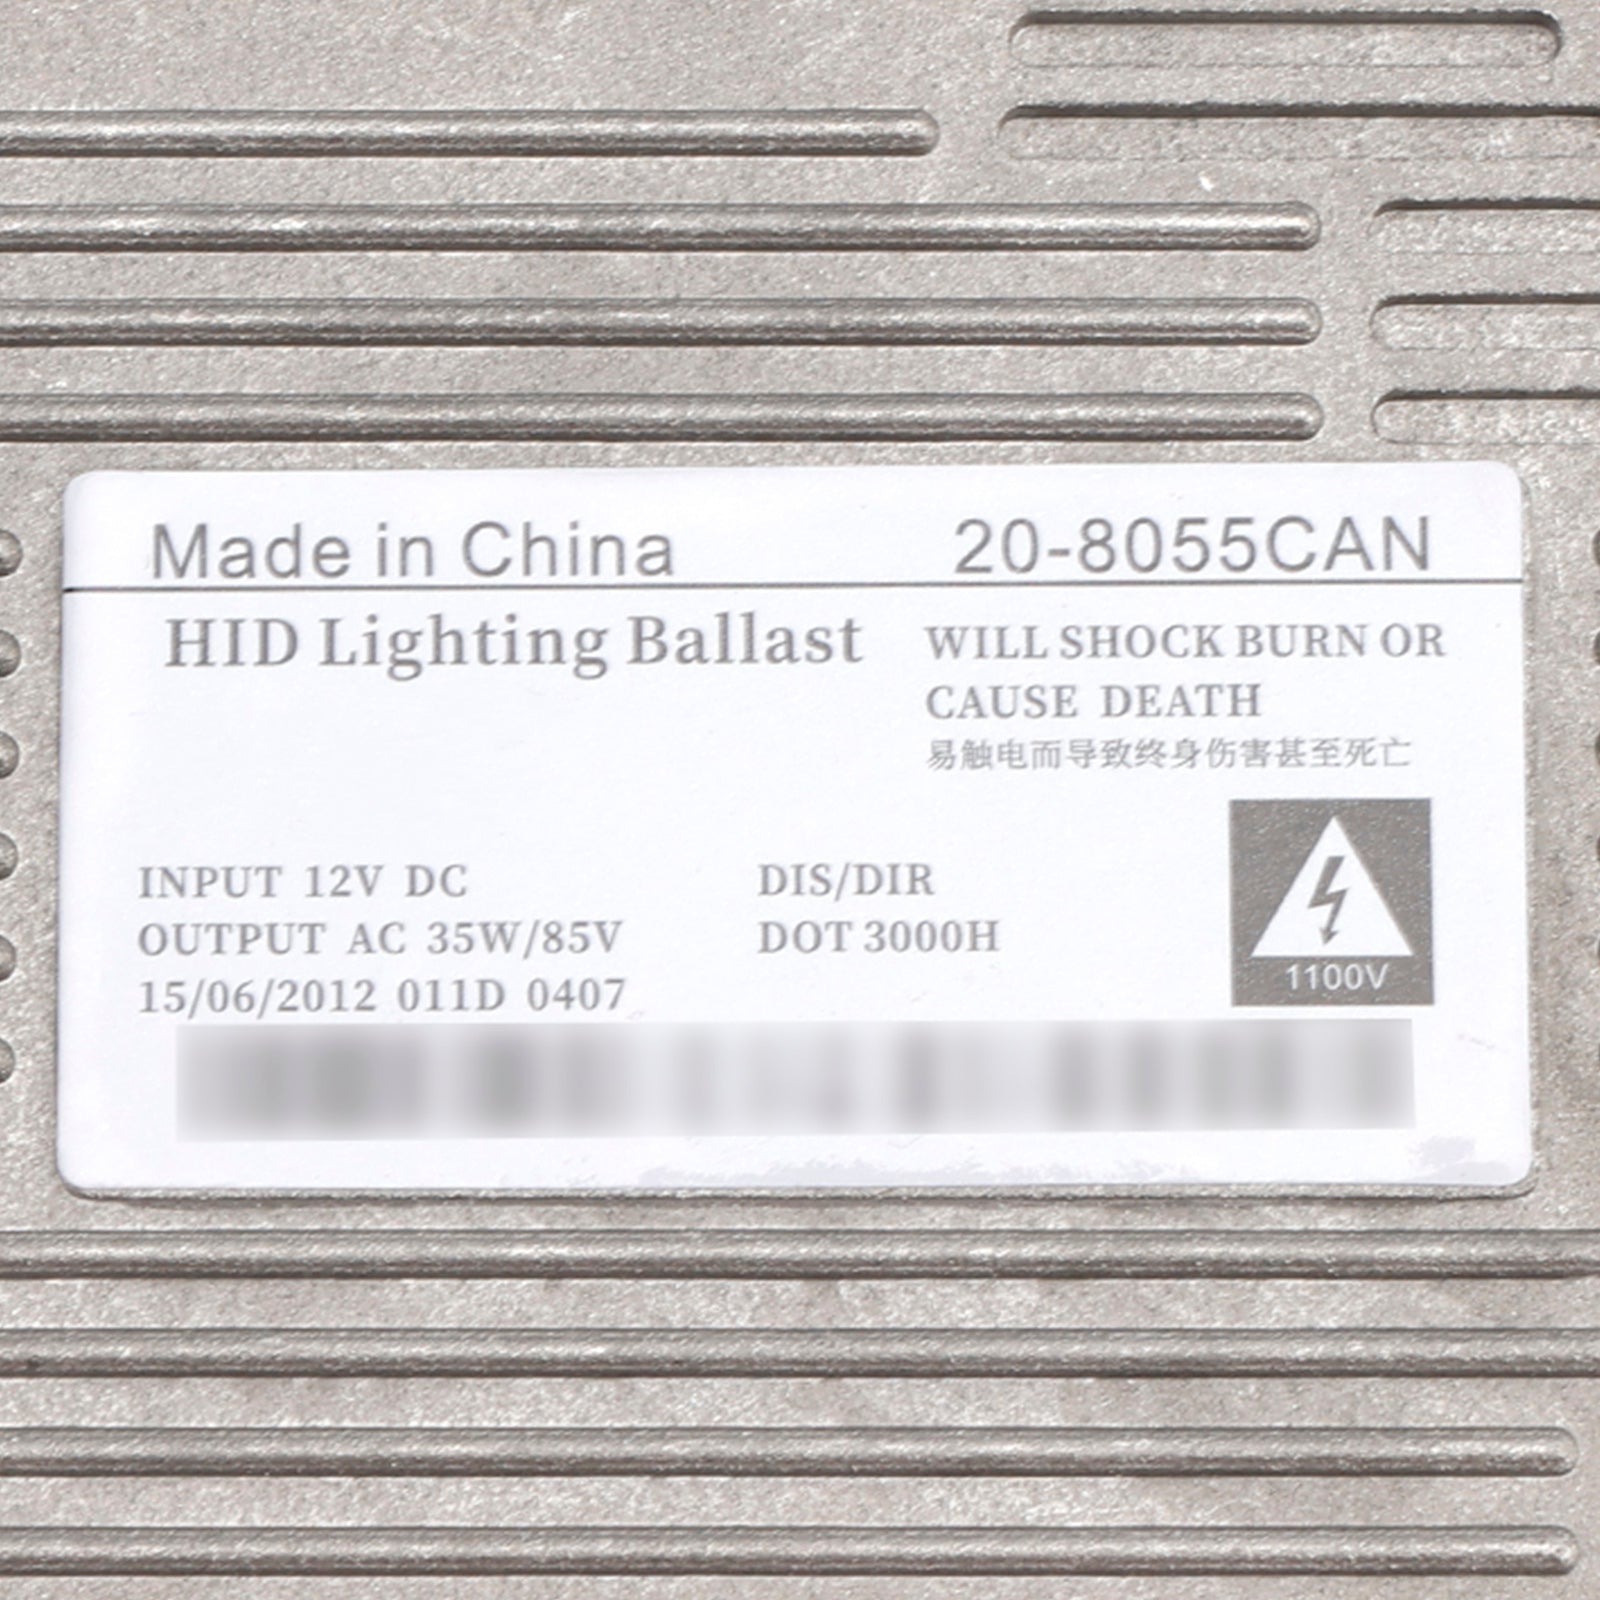 Made in China
20-8055CAN
HID Lighting Ballast
WILL SHOCK BURN OR
CAUSE DEATH
易触电而导致终身伤害甚至死亡
INPUT 12V DC
OUTPUT AC 35W/85V
15/06/2012 011D 0407
DIS/DIR
DOT 3000H
1100V